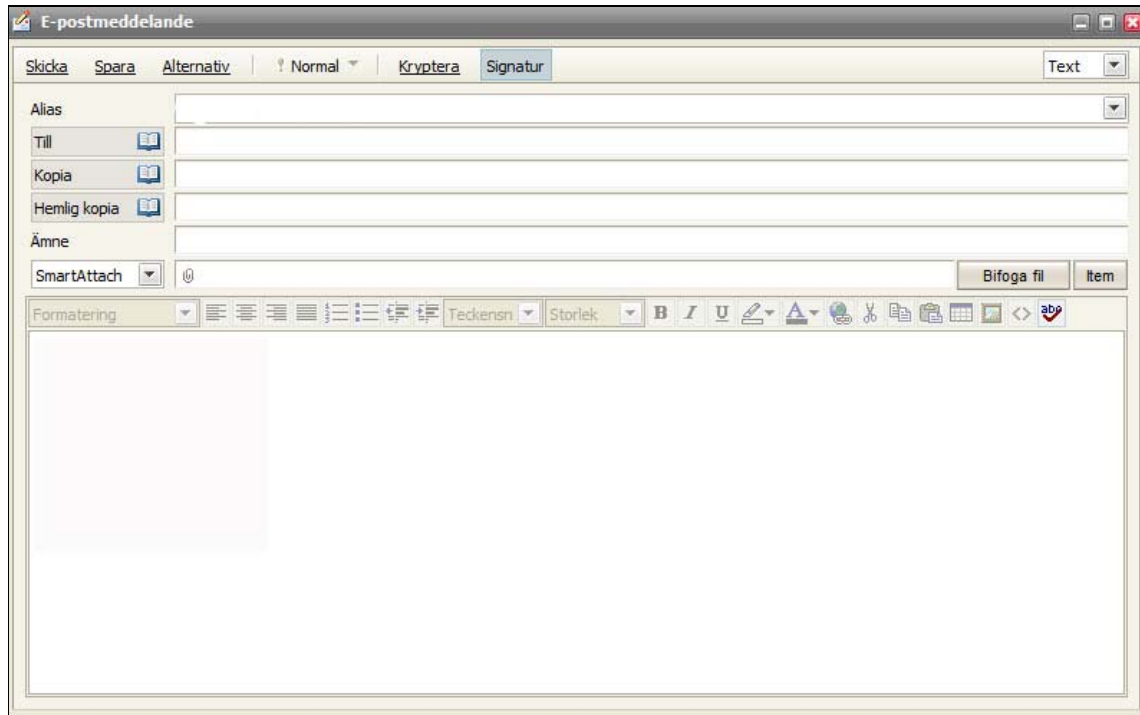 E-postmeddelande
Skicka Spara Alternativ Normal Kryptera Signatur Text
Alias
Till
Kopia
Hemlig kopia
Ämne
SmartAttach Bifoga fil Item
Formatering Teckensn Storlek B I U A abc